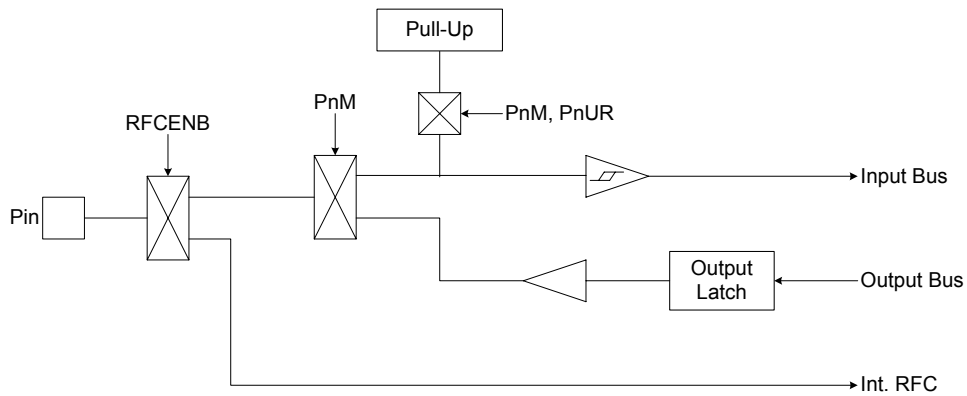 Pull-Up
PnM
PnM, PnUR
RFCENB
Input Bus
Pin
Output
Latch
Output Bus
Int. RFC